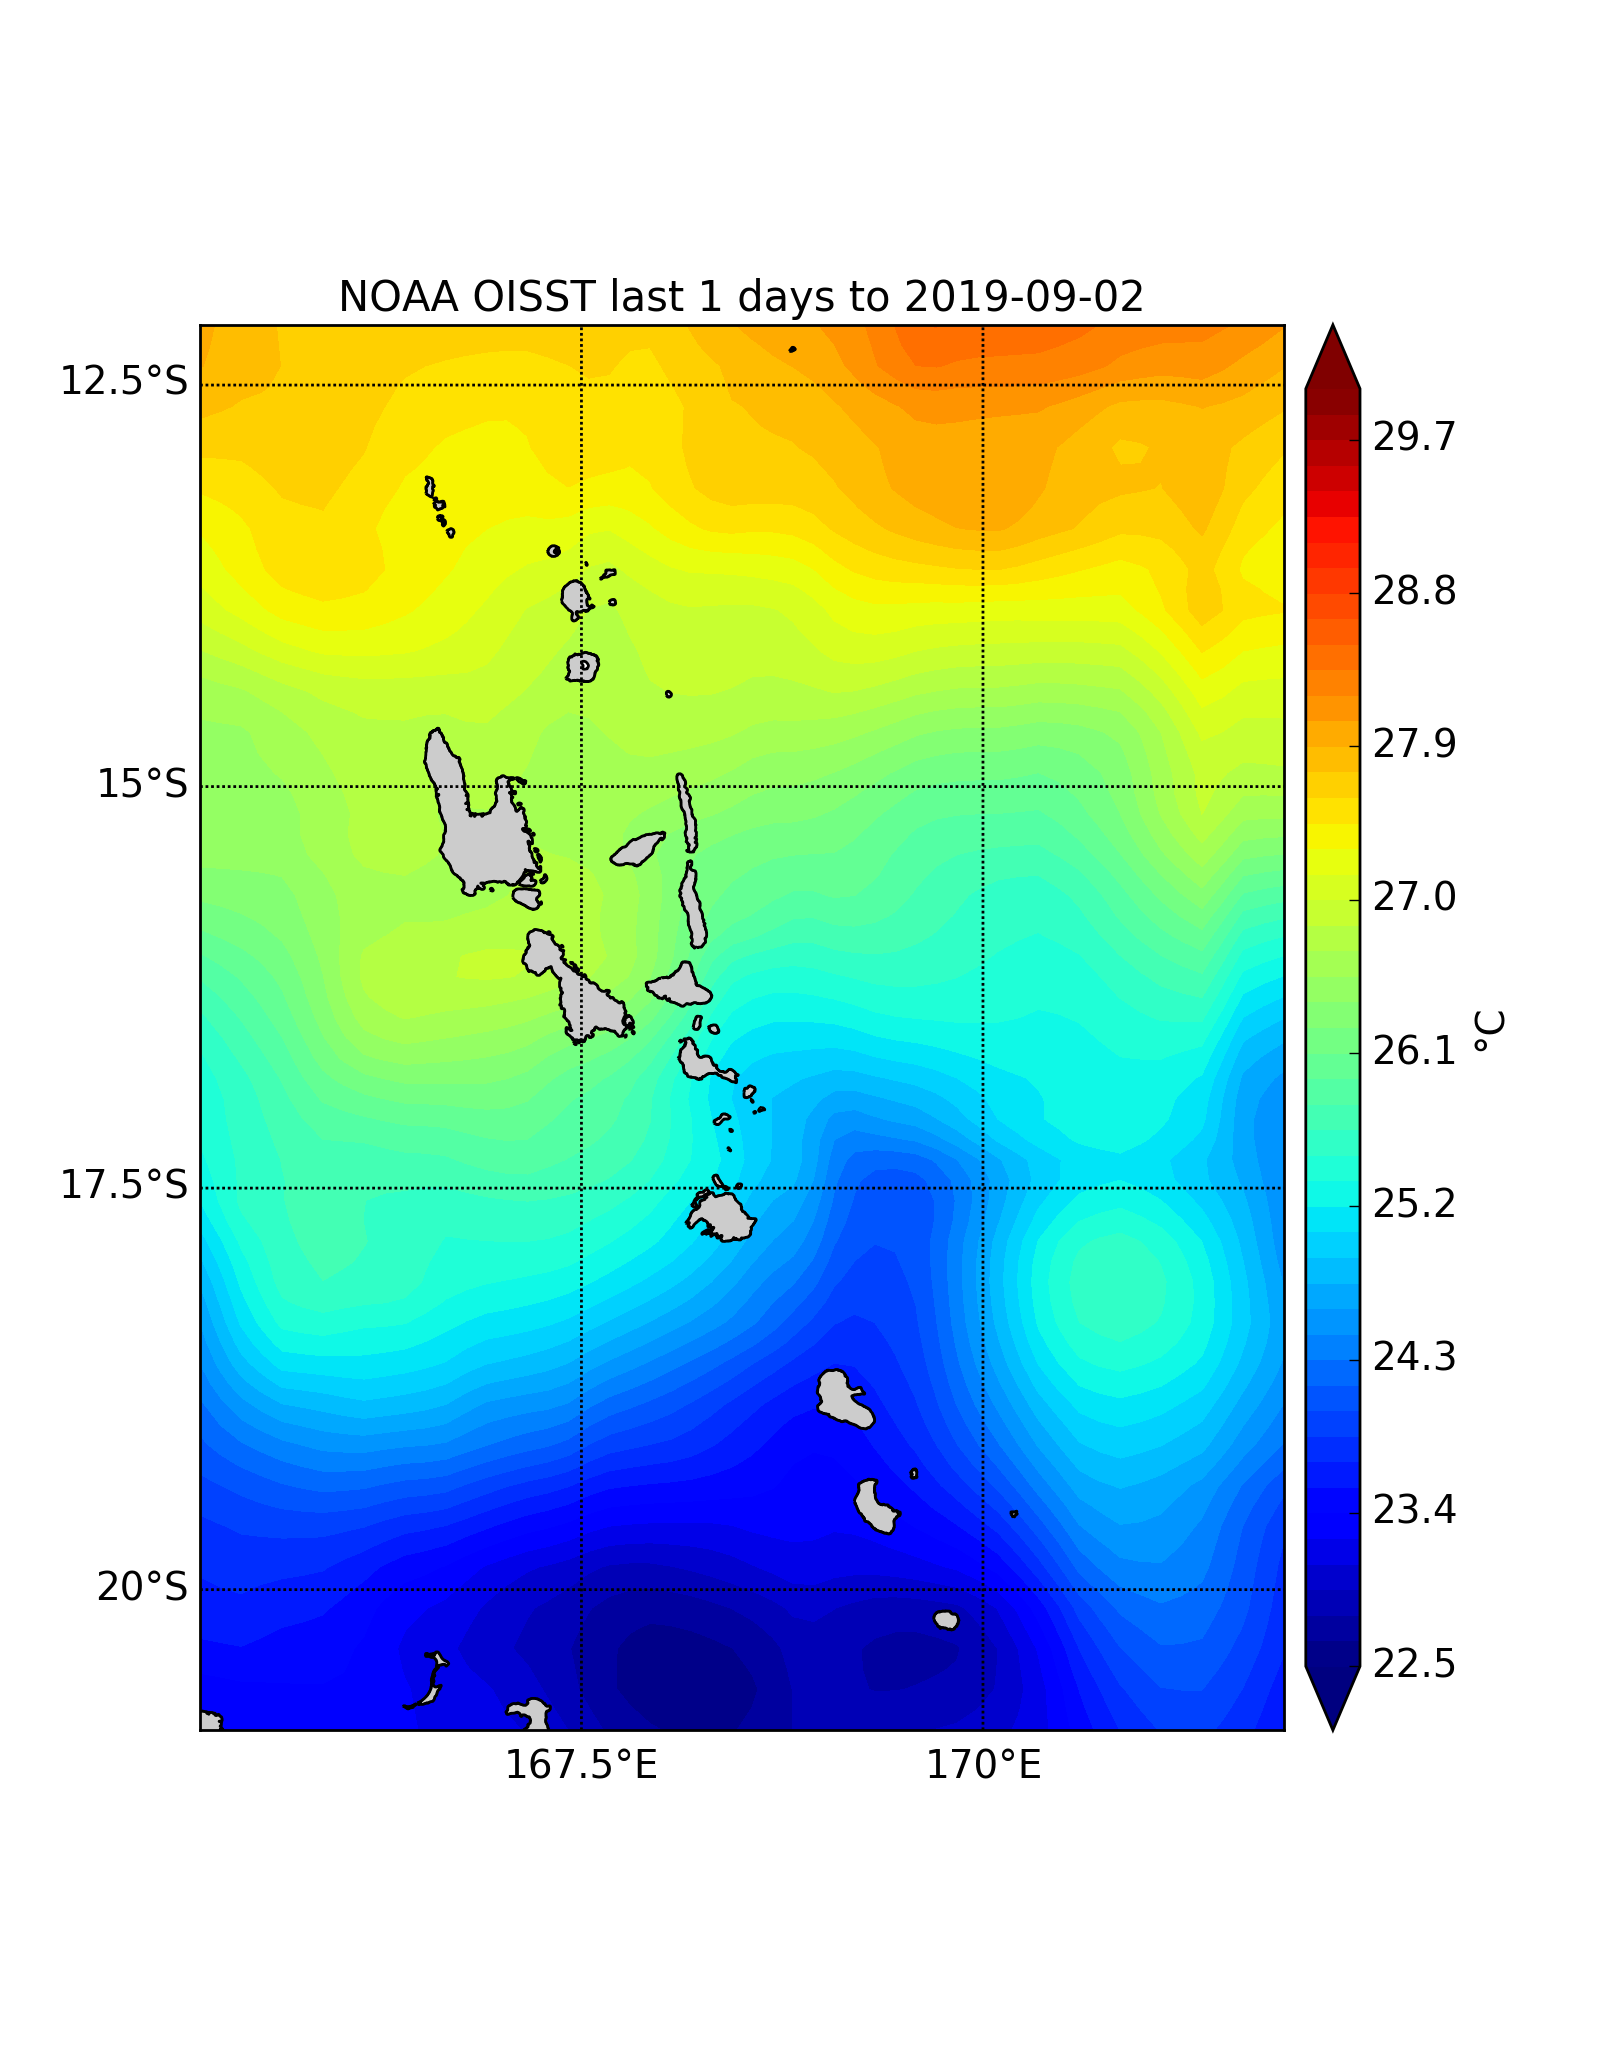 NOAA OISST last 1 days to 2019-09-02
12.5°S
15°S
17.5°S
20°S
167.5°E
170°E
29.7
28.8
27.9
27.0
26.1
25.2
24.3
23.4
22.5
°C